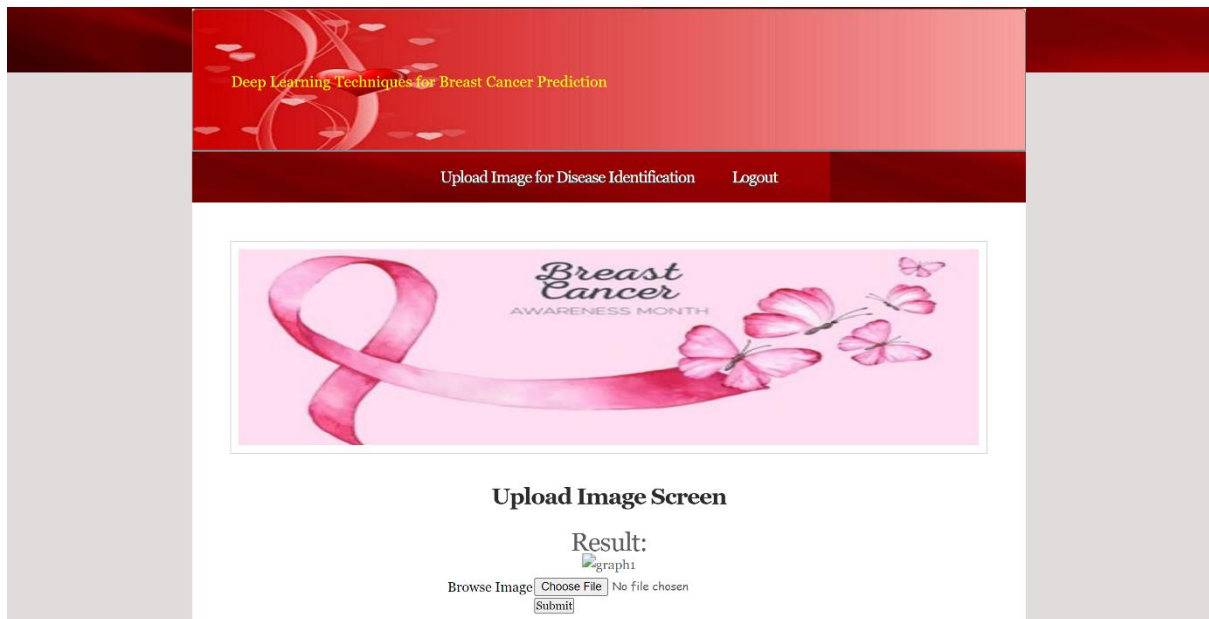 Deep Learning Techniques for Breast Cancer Prediction
Upload Image for Disease Identification Logout
Breast
Cancer
AWARENESS MONTH
Upload Image Screen
Result:
graph1
Browse Image Choose File No file chosen
Submit